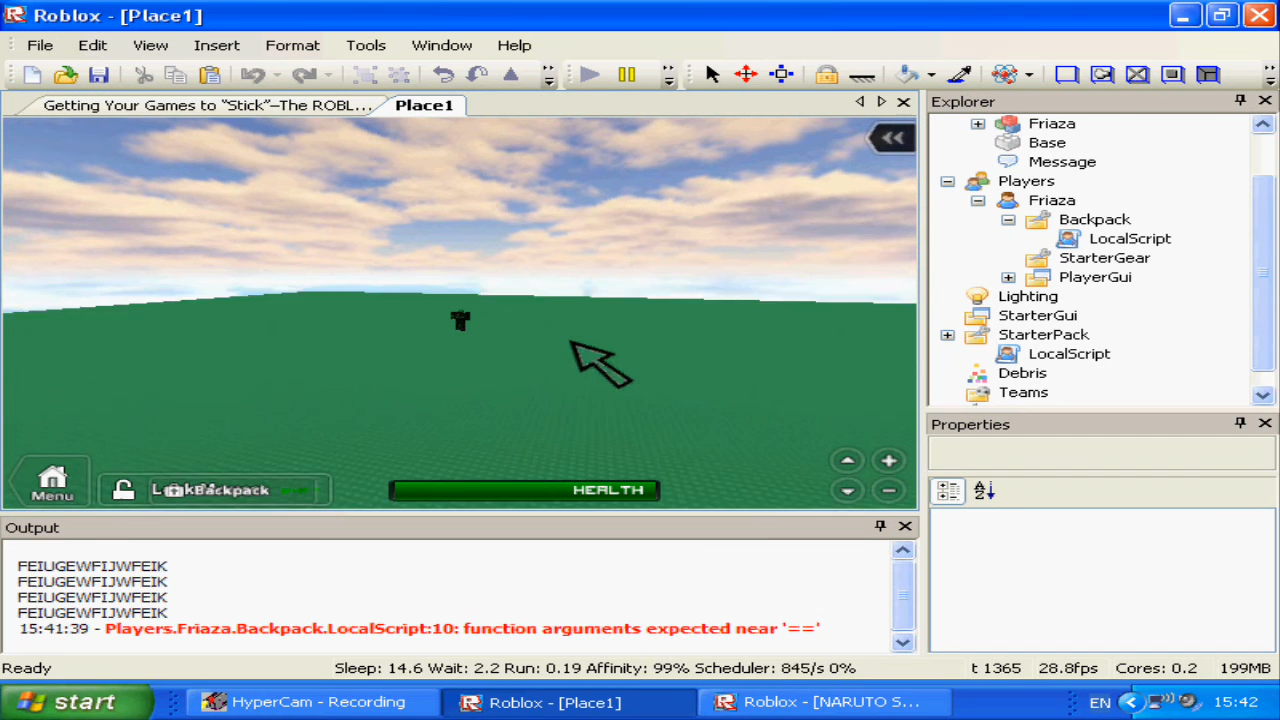 Roblox - [Place1]
File Edit View Insert Format Tools Window Help
Getting Your Games to “Stick”–The ROBL... Place1
Explorer
Friaza
Base
Message
Players
Friaza
Backpack
LocalScript
StarterGear
PlayerGui
Lighting
StarterGui
StarterPack
LocalScript
Debris
Teams
Properties
Menu
Backpack
HEALTH
Output
FEIUGEWFIJWFEIK
FEIUGEWFIJWFEIK
FEIUGEWFIJWFEIK
FEIUGEWFIJWFEIK
15:41:39 - Players.Friaza.Backpack.LocalScript:10: function arguments expected near '=='
Ready Sleep: 14.6 Wait: 2.2 Run: 0.19 Affinity: 99% Scheduler: 845/s 0% t 1365 28.8fps Cores: 0.2 199MB
start HyperCam - Recording Roblox - [Place1] Roblox - [NARUTO S... EN 15:42